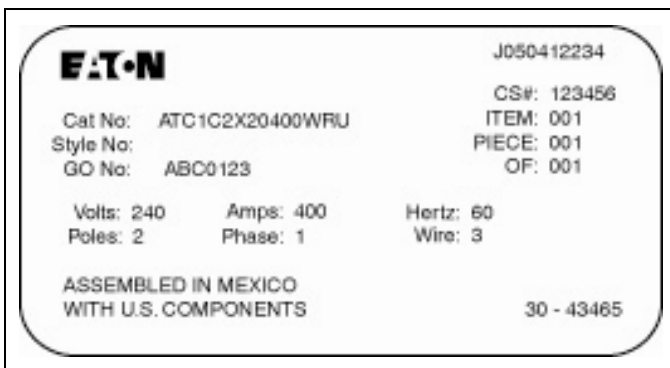 EATON
J050412234
CS#: 123456
Cat No: ATC1C2X20400WRU
ITEM: 001
Style No:
PIECE: 001
GO No: ABC0123
OF: 001
Volts: 240 Amps: 400 Hertz: 60
Poles: 2 Phase: 1 Wire: 3
ASSEMBLED IN MEXICO
WITH U.S. COMPONENTS
30 - 43465